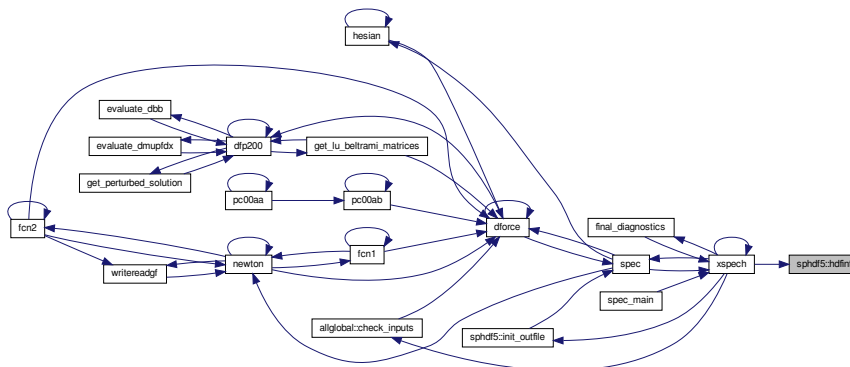 hesian
evaluate_dbb
evaluate_dmupfdx
dfp200
get_lu_beltrami_matrices
get_perturbed_solution
pc00aa
pc00ab
fcn2
dforce
final_diagnostics
fcn1
writereadgf
newton
spec
xspech
sphdf5::hdfint
spec_main
allglobal::check_inputs
sphdf5::init_outfile